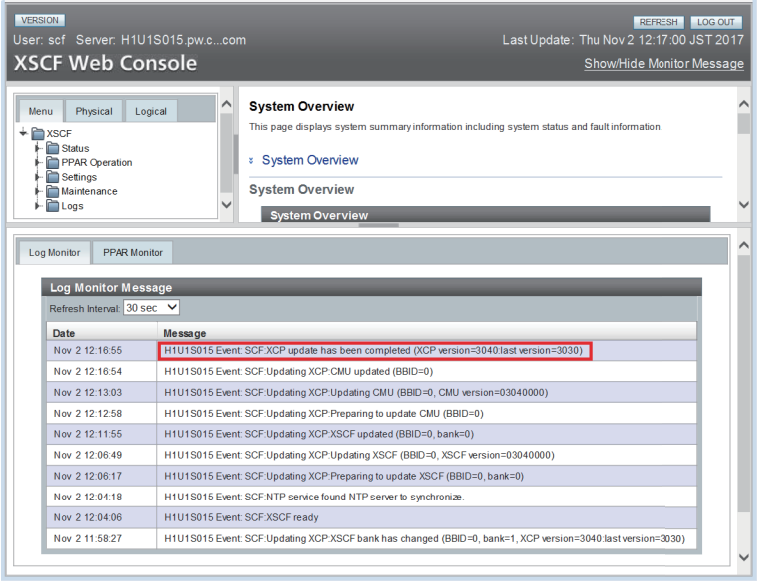 VERSION
REFRESH LOG OUT
User: scf Server: H1U1S015.pw.c...com
Last Update: Thu Nov 2 12:17:00 JST 2017
XSCF Web Console
Show/Hide Monitor Message
Menu Physical Logical
XSCF
Status
PPAR Operation
Settings
Maintenance
Logs
System Overview
This page displays system summary information including system status and fault information
System Overview
System Overview
System Overview
Log Monitor PPAR Monitor
Log Monitor Message
Refresh Interval: 30 sec
Date Message
Nov 2 12:16:55 H1U1S015 Event: SCF:XCP update has been completed (XCP version=3040:last version=3030)
Nov 2 12:16:54 H1U1S015 Event: SCF:Updating XCP:CMU updated (BBID=0)
Nov 2 12:13:03 H1U1S015 Event: SCF:Updating XCP:Updating CMU (BBID=0, CMU version=03040000)
Nov 2 12:12:58 H1U1S015 Event: SCF:Updating XCP:Preparing to update CMU (BBID=0)
Nov 2 12:11:55 H1U1S015 Event: SCF:Updating XCP:XSCF updated (BBID=0, bank=0)
Nov 2 12:06:49 H1U1S015 Event: SCF:Updating XCP:Updating XSCF (BBID=0, XSCF version=03040000)
Nov 2 12:06:17 H1U1S015 Event: SCF:Updating XCP:Preparing to update XSCF (BBID=0, bank=0)
Nov 2 12:04:18 H1U1S015 Event: SCF:NTP service found NTP server to synchronize.
Nov 2 12:04:06 H1U1S015 Event: SCF:XSCF ready
Nov 2 11:58:27 H1U1S015 Event: SCF:Updating XCP:XSCF bank has changed (BBID=0, bank=1, XCP version=3040:last version=3030)